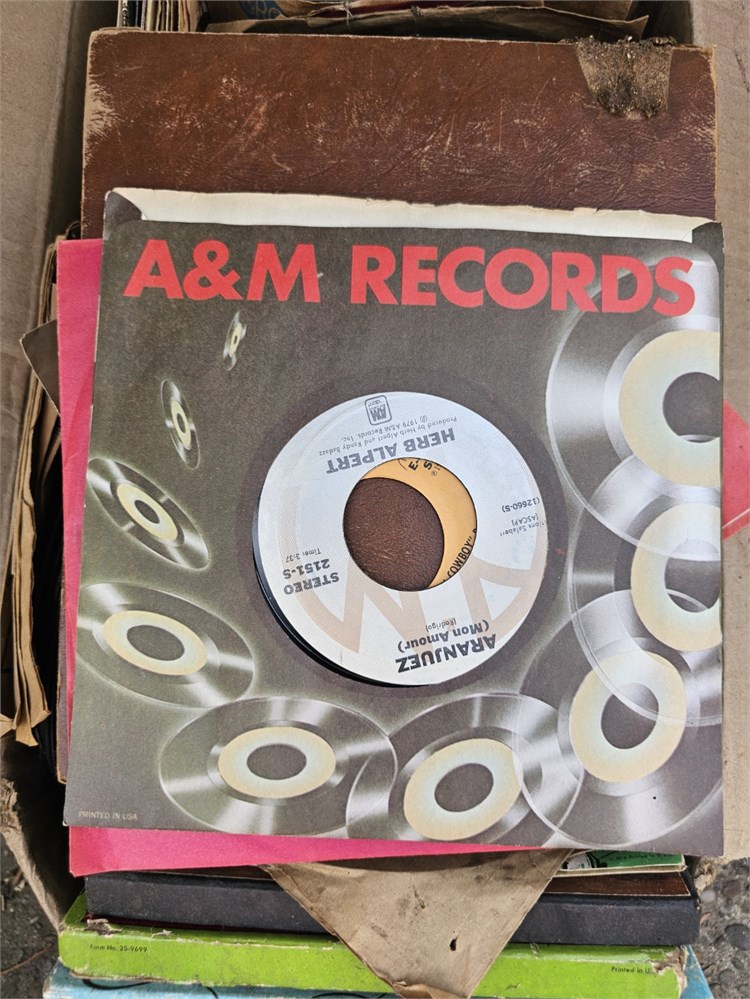 A&M RECORDS
ARANJUEZ
(Mon Amour)
(Rodrigo)
STEREO
2151-S
Time: 3:37
(ASCAP)
(12660-S)
HERB ALPERT
Produced by Herb Alpert and Randy Badazz
℗ 1979 A&M Records, Inc.
A&M
COWBOY"
PRINTED IN USA
Form No. 25-9699
Printed in U.